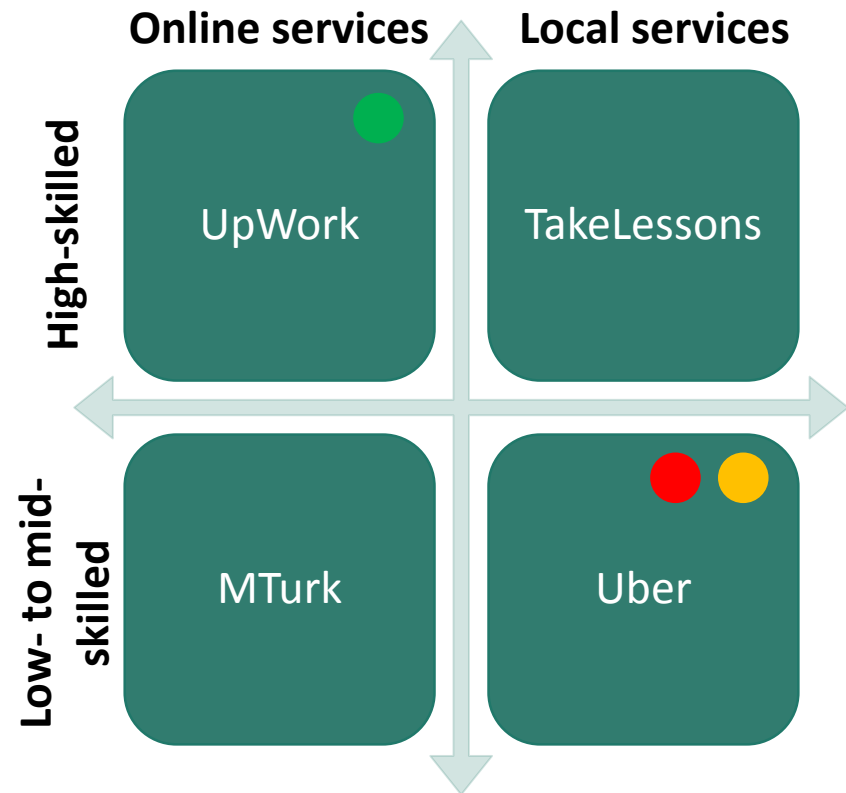 Online services
Local services
High-skilled
UpWork
TakeLessons
Low- to mid-
skilled
MTurk
Uber